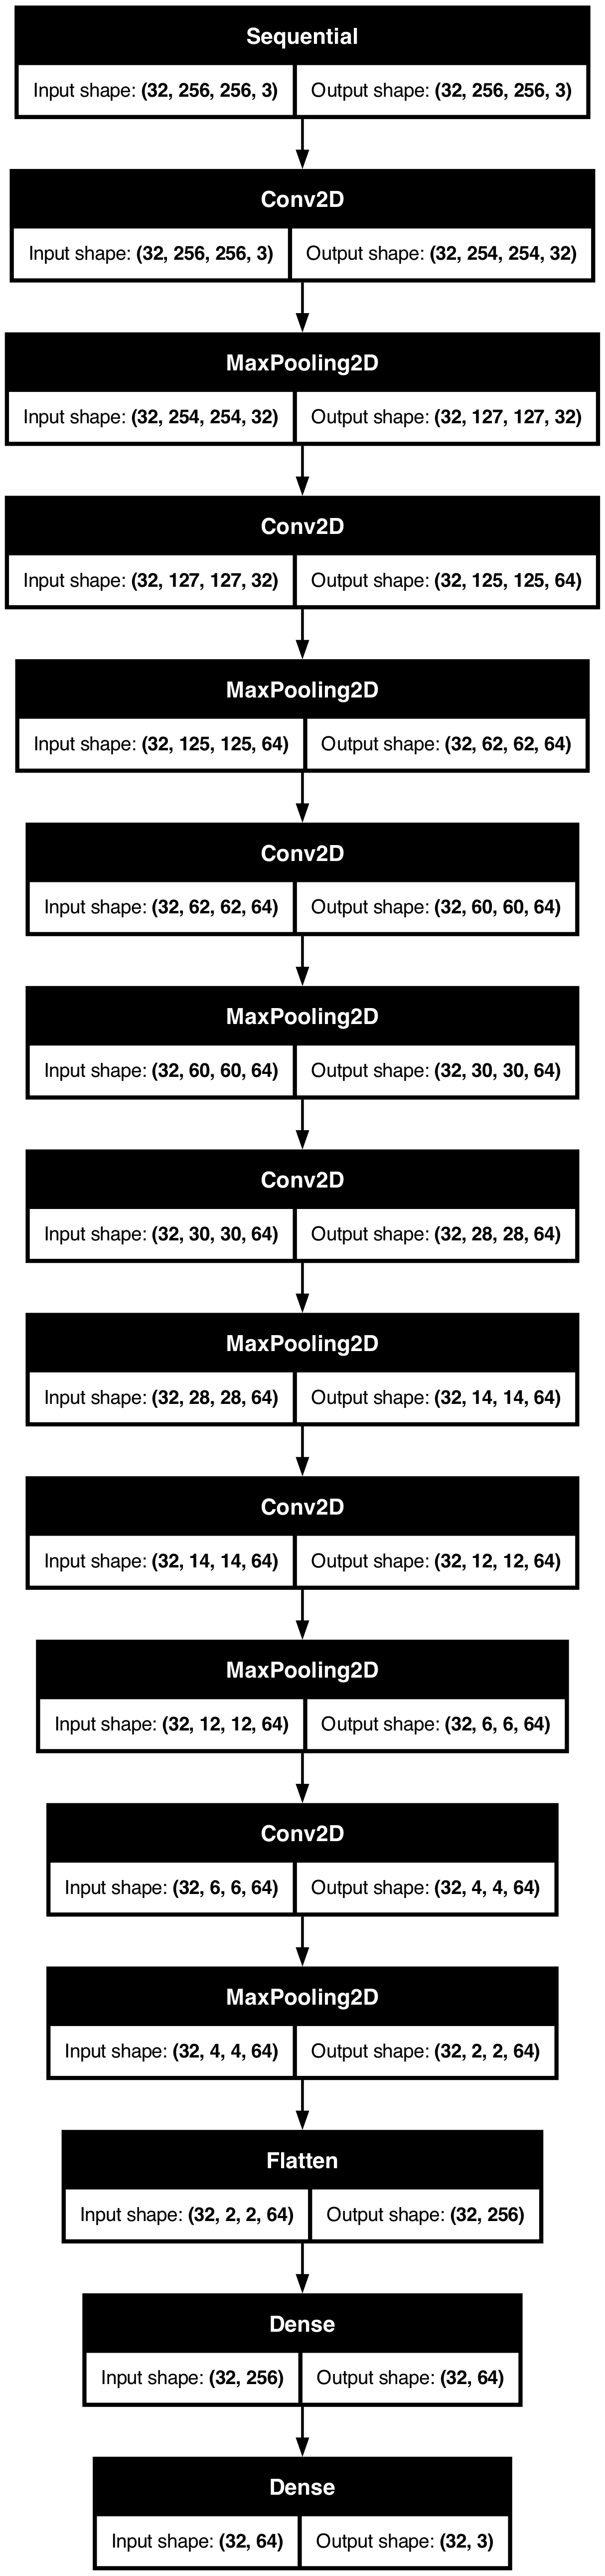 Sequential
Input shape: (32, 256, 256, 3) Output shape: (32, 256, 256, 3)
Conv2D
Input shape: (32, 256, 256, 3) Output shape: (32, 254, 254, 32)
MaxPooling2D
Input shape: (32, 254, 254, 32) Output shape: (32, 127, 127, 32)
Conv2D
Input shape: (32, 127, 127, 32) Output shape: (32, 125, 125, 64)
MaxPooling2D
Input shape: (32, 125, 125, 64) Output shape: (32, 62, 62, 64)
Conv2D
Input shape: (32, 62, 62, 64) Output shape: (32, 60, 60, 64)
MaxPooling2D
Input shape: (32, 60, 60, 64) Output shape: (32, 30, 30, 64)
Conv2D
Input shape: (32, 30, 30, 64) Output shape: (32, 28, 28, 64)
MaxPooling2D
Input shape: (32, 28, 28, 64) Output shape: (32, 14, 14, 64)
Conv2D
Input shape: (32, 14, 14, 64) Output shape: (32, 12, 12, 64)
MaxPooling2D
Input shape: (32, 12, 12, 64) Output shape: (32, 6, 6, 64)
Conv2D
Input shape: (32, 6, 6, 64) Output shape: (32, 4, 4, 64)
MaxPooling2D
Input shape: (32, 4, 4, 64) Output shape: (32, 2, 2, 64)
Flatten
Input shape: (32, 2, 2, 64) Output shape: (32, 256)
Dense
Input shape: (32, 256) Output shape: (32, 64)
Dense
Input shape: (32, 64) Output shape: (32, 3)